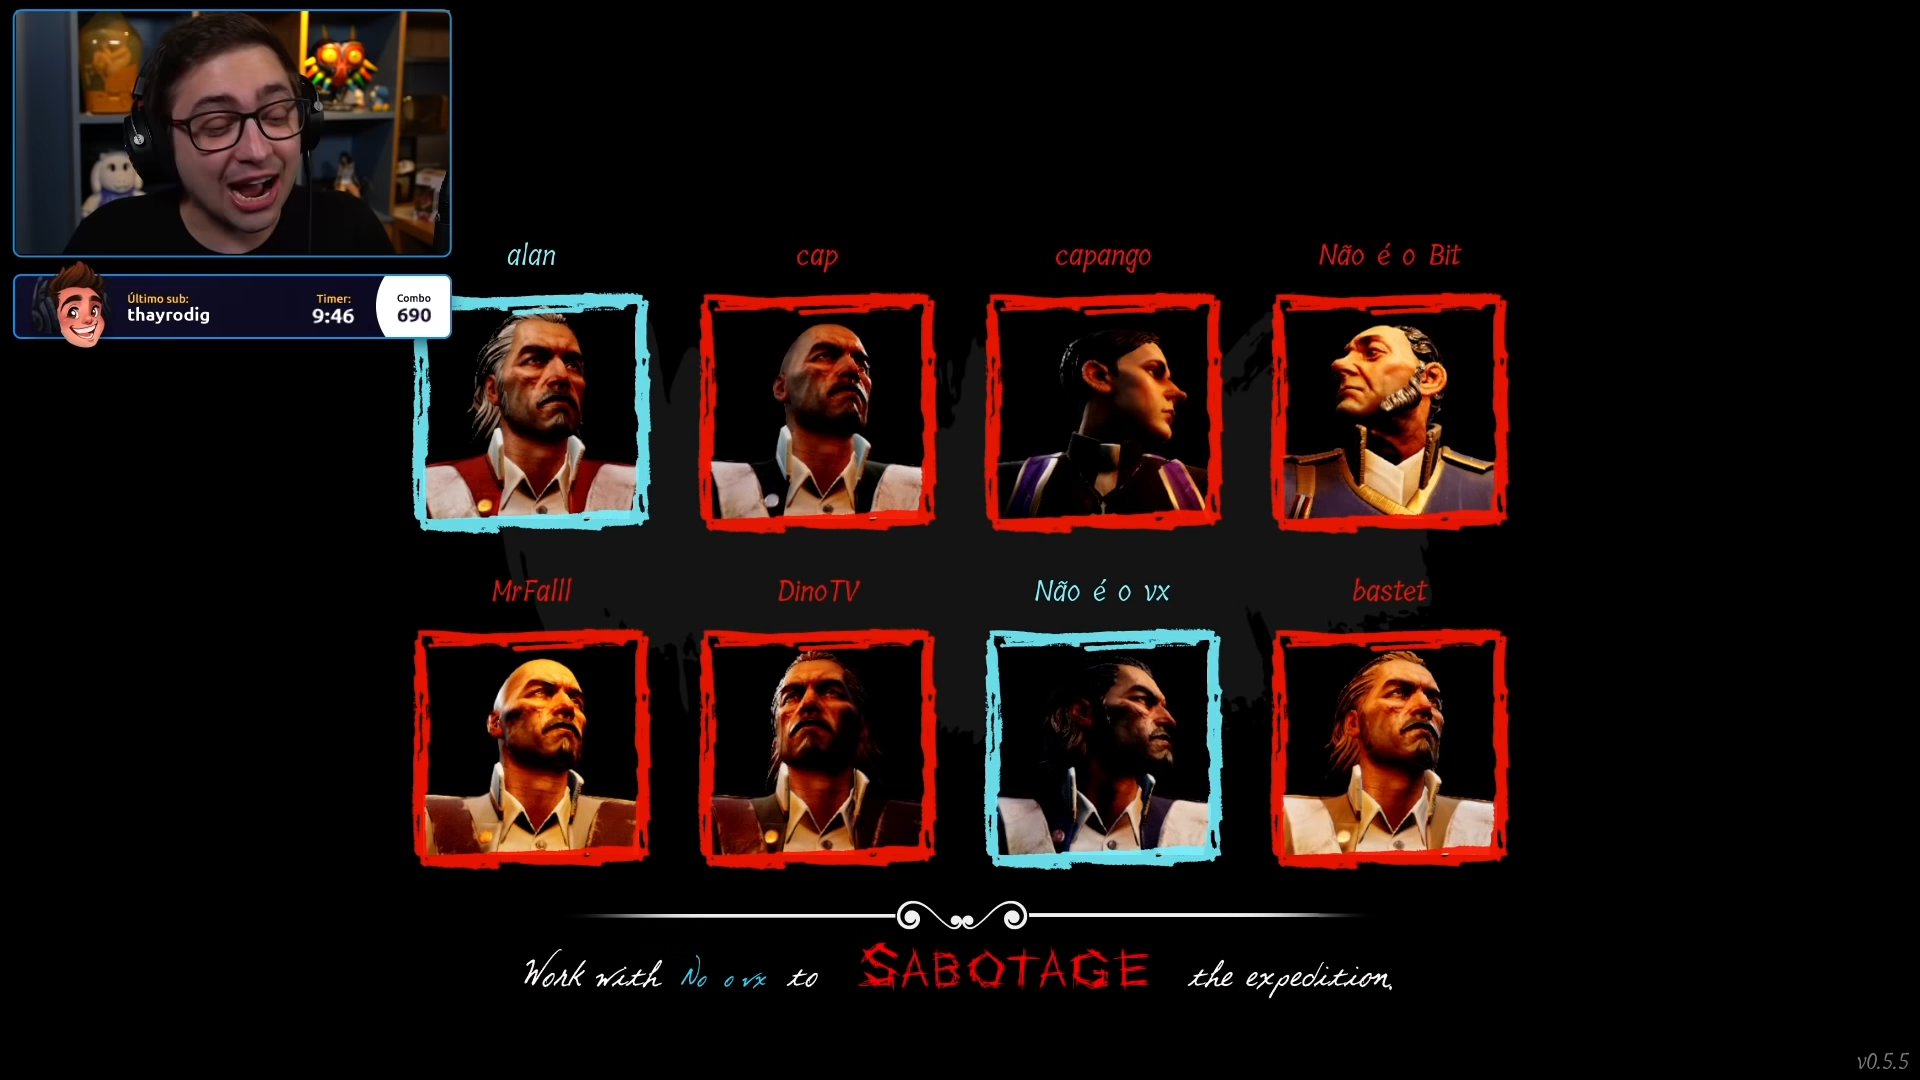 alan
cap
capango
Não é o Bit
Último sub:
thayrodig
Timer:
9:46
Combo
690
MrFalll
DinoTV
Não é o vx
bastet
Work with No o vx to SABOTAGE the expedition.
v0.5.5